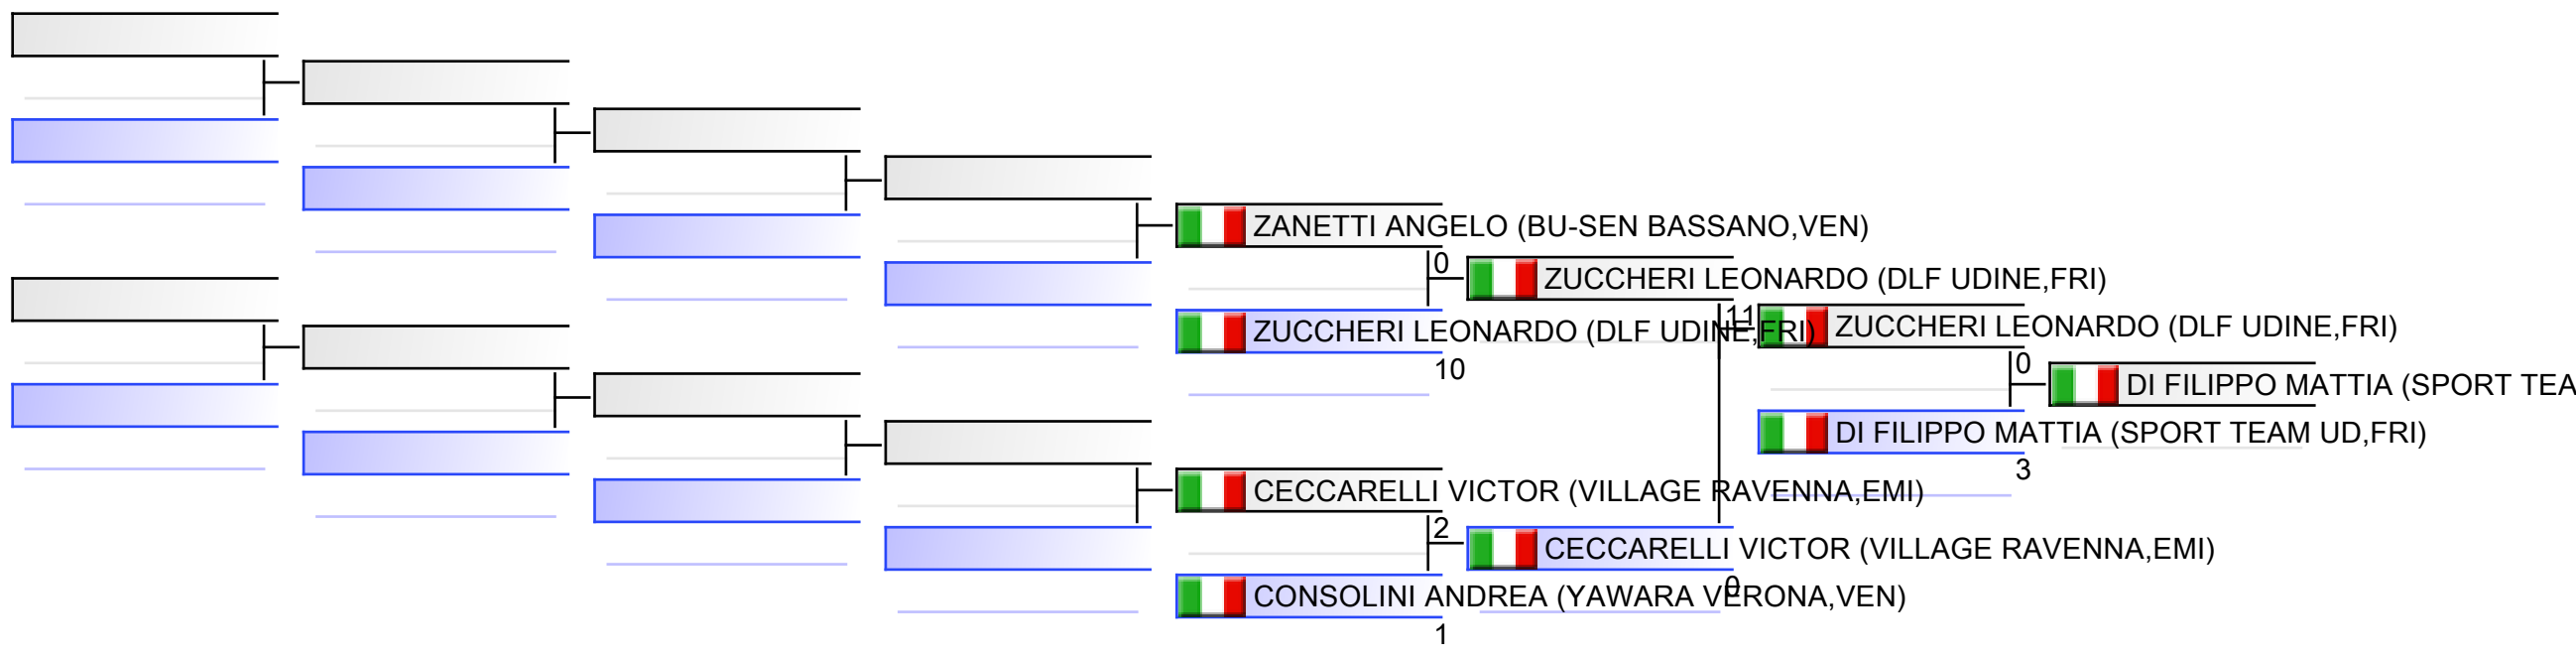 ZANETTI ANGELO (BU-SEN BASSANO,VEN)
0
ZUCCHERI LEONARDO (DLF UDINE,FRI)
ZUCCHERI LEONARDO (DLF UDINE,FRI)
10
11
ZUCCHERI LEONARDO (DLF UDINE,FRI)
0
DI FILIPPO MATTIA (SPORT TEA
DI FILIPPO MATTIA (SPORT TEAM UD,FRI)
3
CECCARELLI VICTOR (VILLAGE RAVENNA,EMI)
2
CECCARELLI VICTOR (VILLAGE RAVENNA,EMI)
0
CONSOLINI ANDREA (YAWARA VERONA,VEN)
1